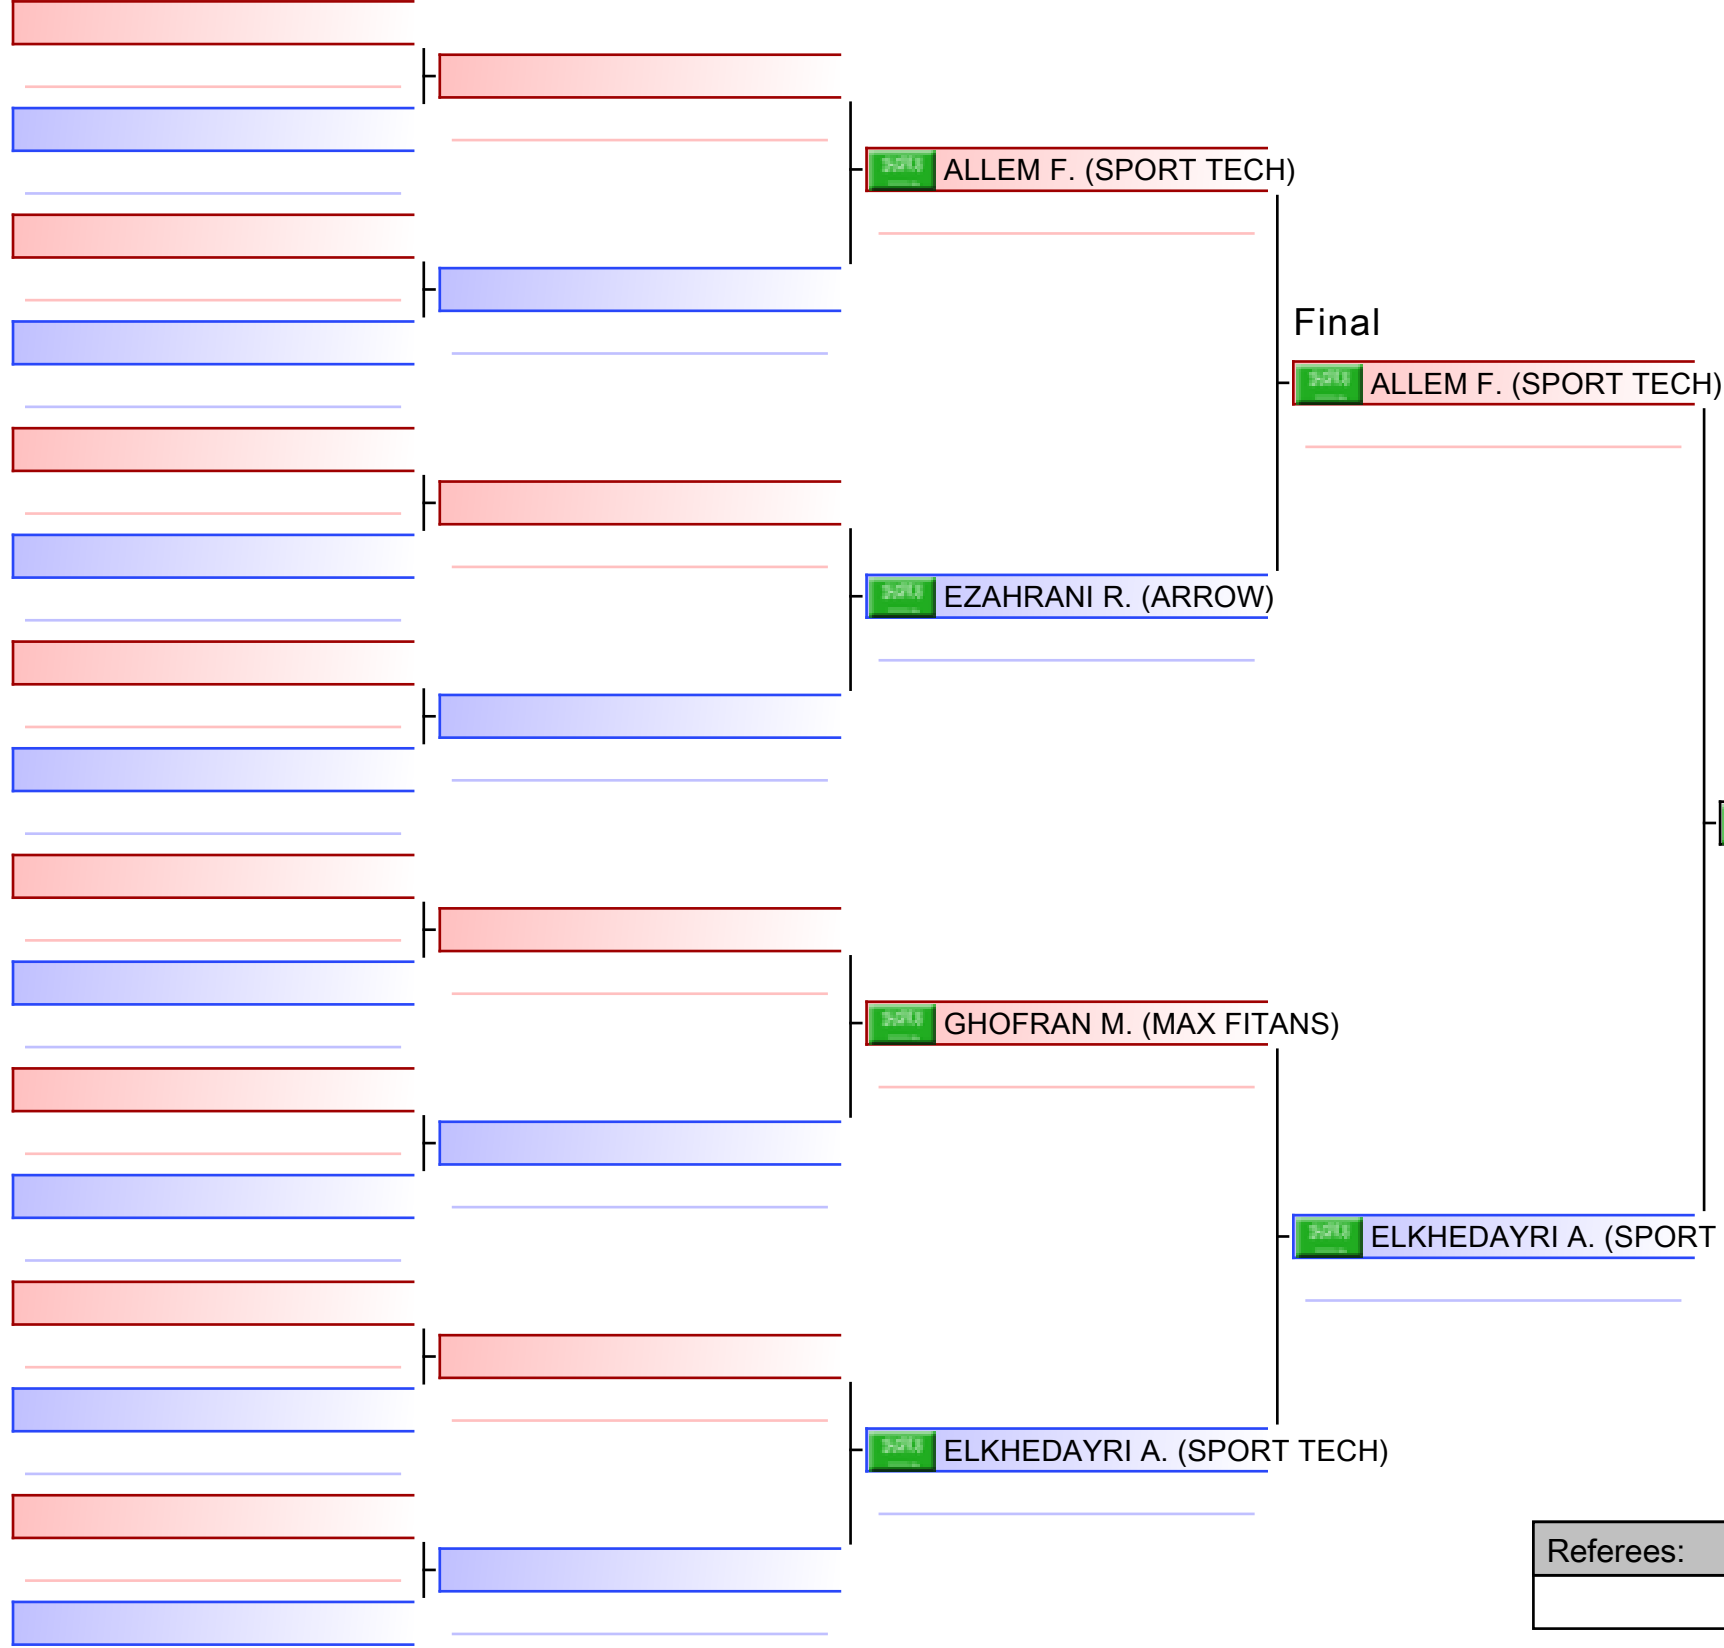 ALLEM F. (SPORT TECH)
Final
ALLEM F. (SPORT TECH)
EZAHRANI R. (ARROW)
GHOFRAN M. (MAX FITANS)
ELKHEDAYRI A. (SPORT
ELKHEDAYRI A. (SPORT TECH)
Referees: